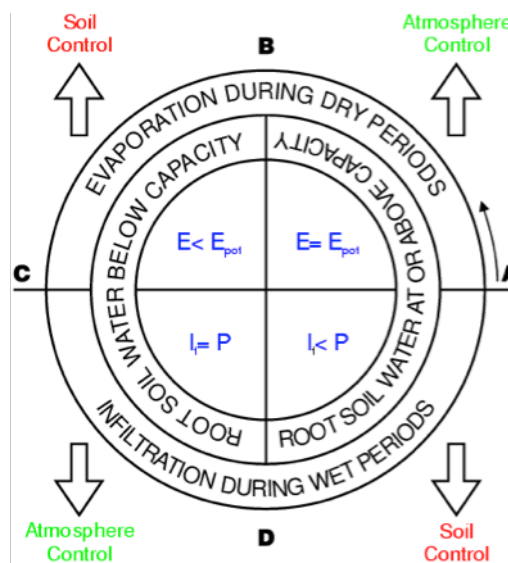 Soil
Control
B
Atmosphere
Control
EVAPORATION DURING DRY PERIODS
ROOT SOIL WATER BELOW CAPACITY
ROOT SOIL WATER AT OR ABOVE CAPACITY
E< Epot
E= Epot
C
A
If= P
If< P
INFILTRATION DURING WET PERIODS
Atmosphere
Control
D
Soil
Control